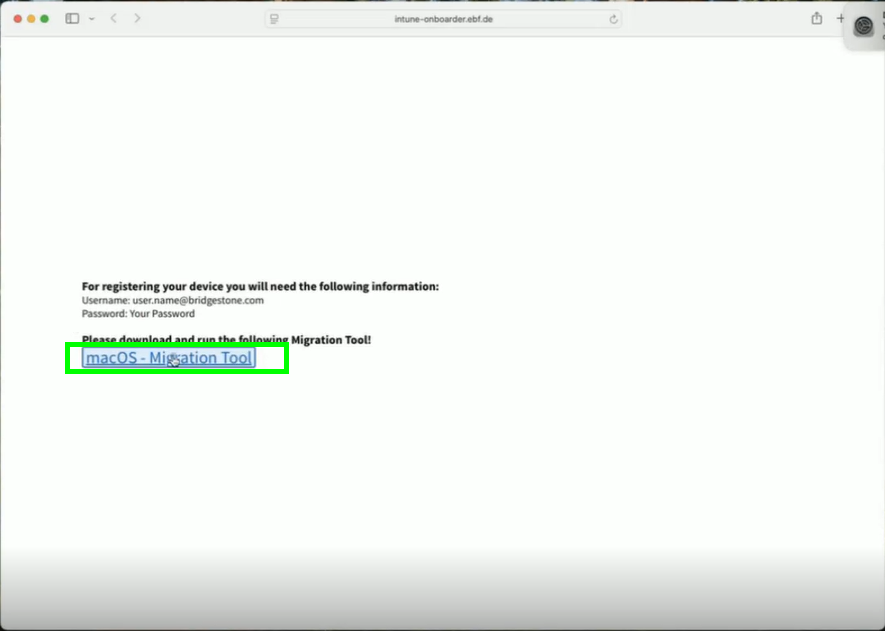 intune-onboarder.ebf.de
For registering your device you will need the following information:
Username: user.name@bridgestone.com
Password: Your Password
Please download and run the following Migration Tool!
macOS - Migration Tool